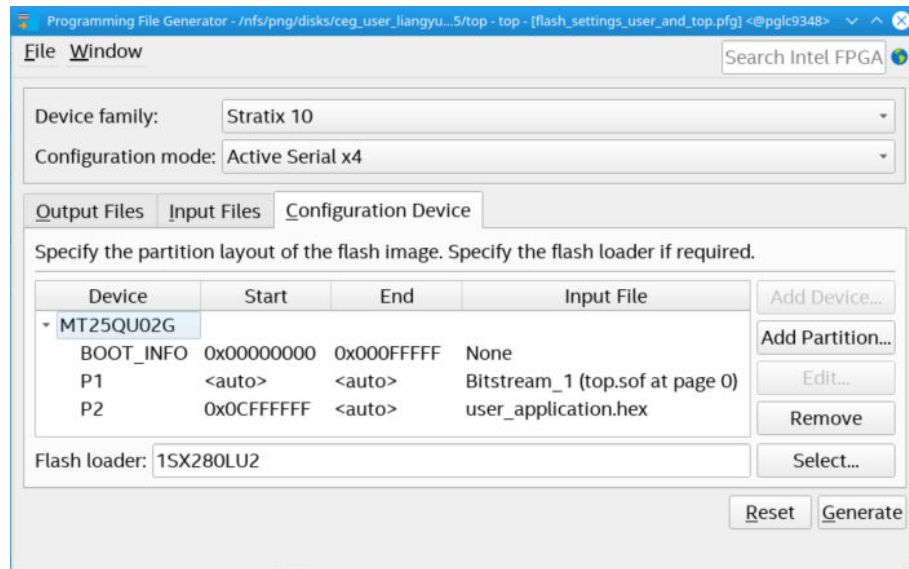 Programming File Generator - /nfs/png/disks/ceg_user_liangyu...5/top - top - [flash_settings_user_and_top.pfg] <@pglc9348>
File Window
Search Intel FPGA
Device family: Stratix 10
Configuration mode: Active Serial x4
Output Files Input Files Configuration Device
Specify the partition layout of the flash image. Specify the flash loader if required.
Device Start End Input File Add Device...
MT25QU02G
Add Partition...
BOOT_INFO 0x00000000 0x000FFFFF None
P1 <auto> <auto> Bitstream_1 (top.sof at page 0) Edit...
P2 0x0CFFFFFF <auto> user_application.hex Remove
Flash loader: 1SX280LU2 Select...
Reset Generate